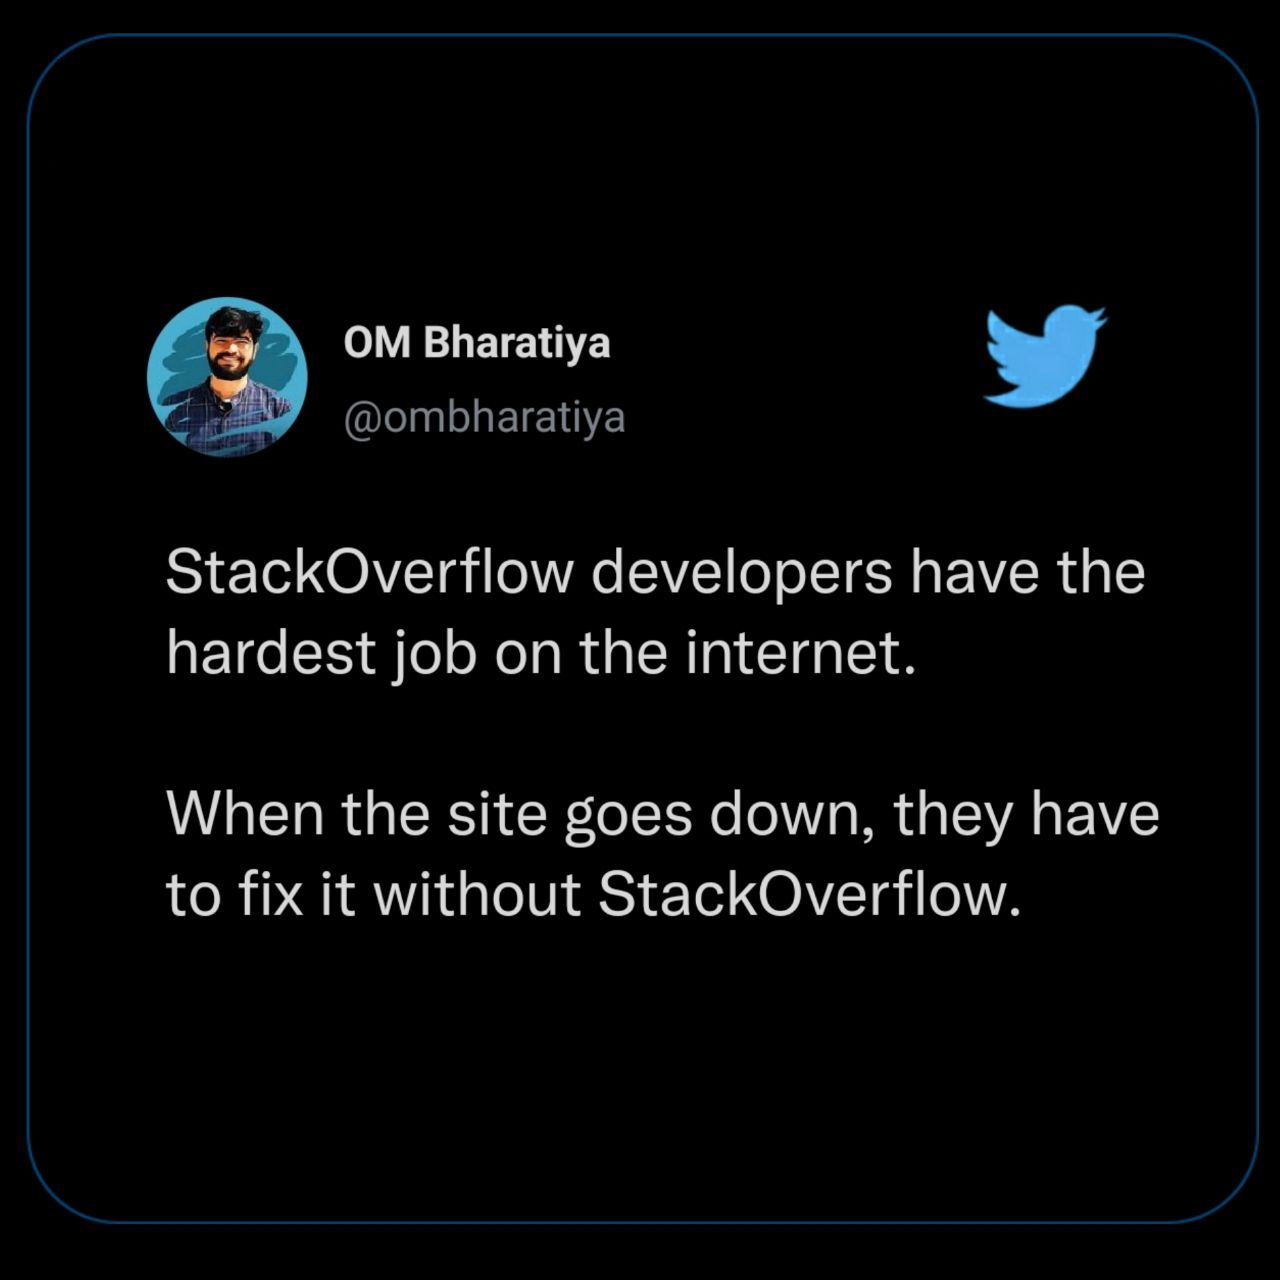 OM Bharatiya
@ombharatiya
StackOverflow developers have the
hardest job on the internet.
When the site goes down, they have
to fix it without StackOverflow.